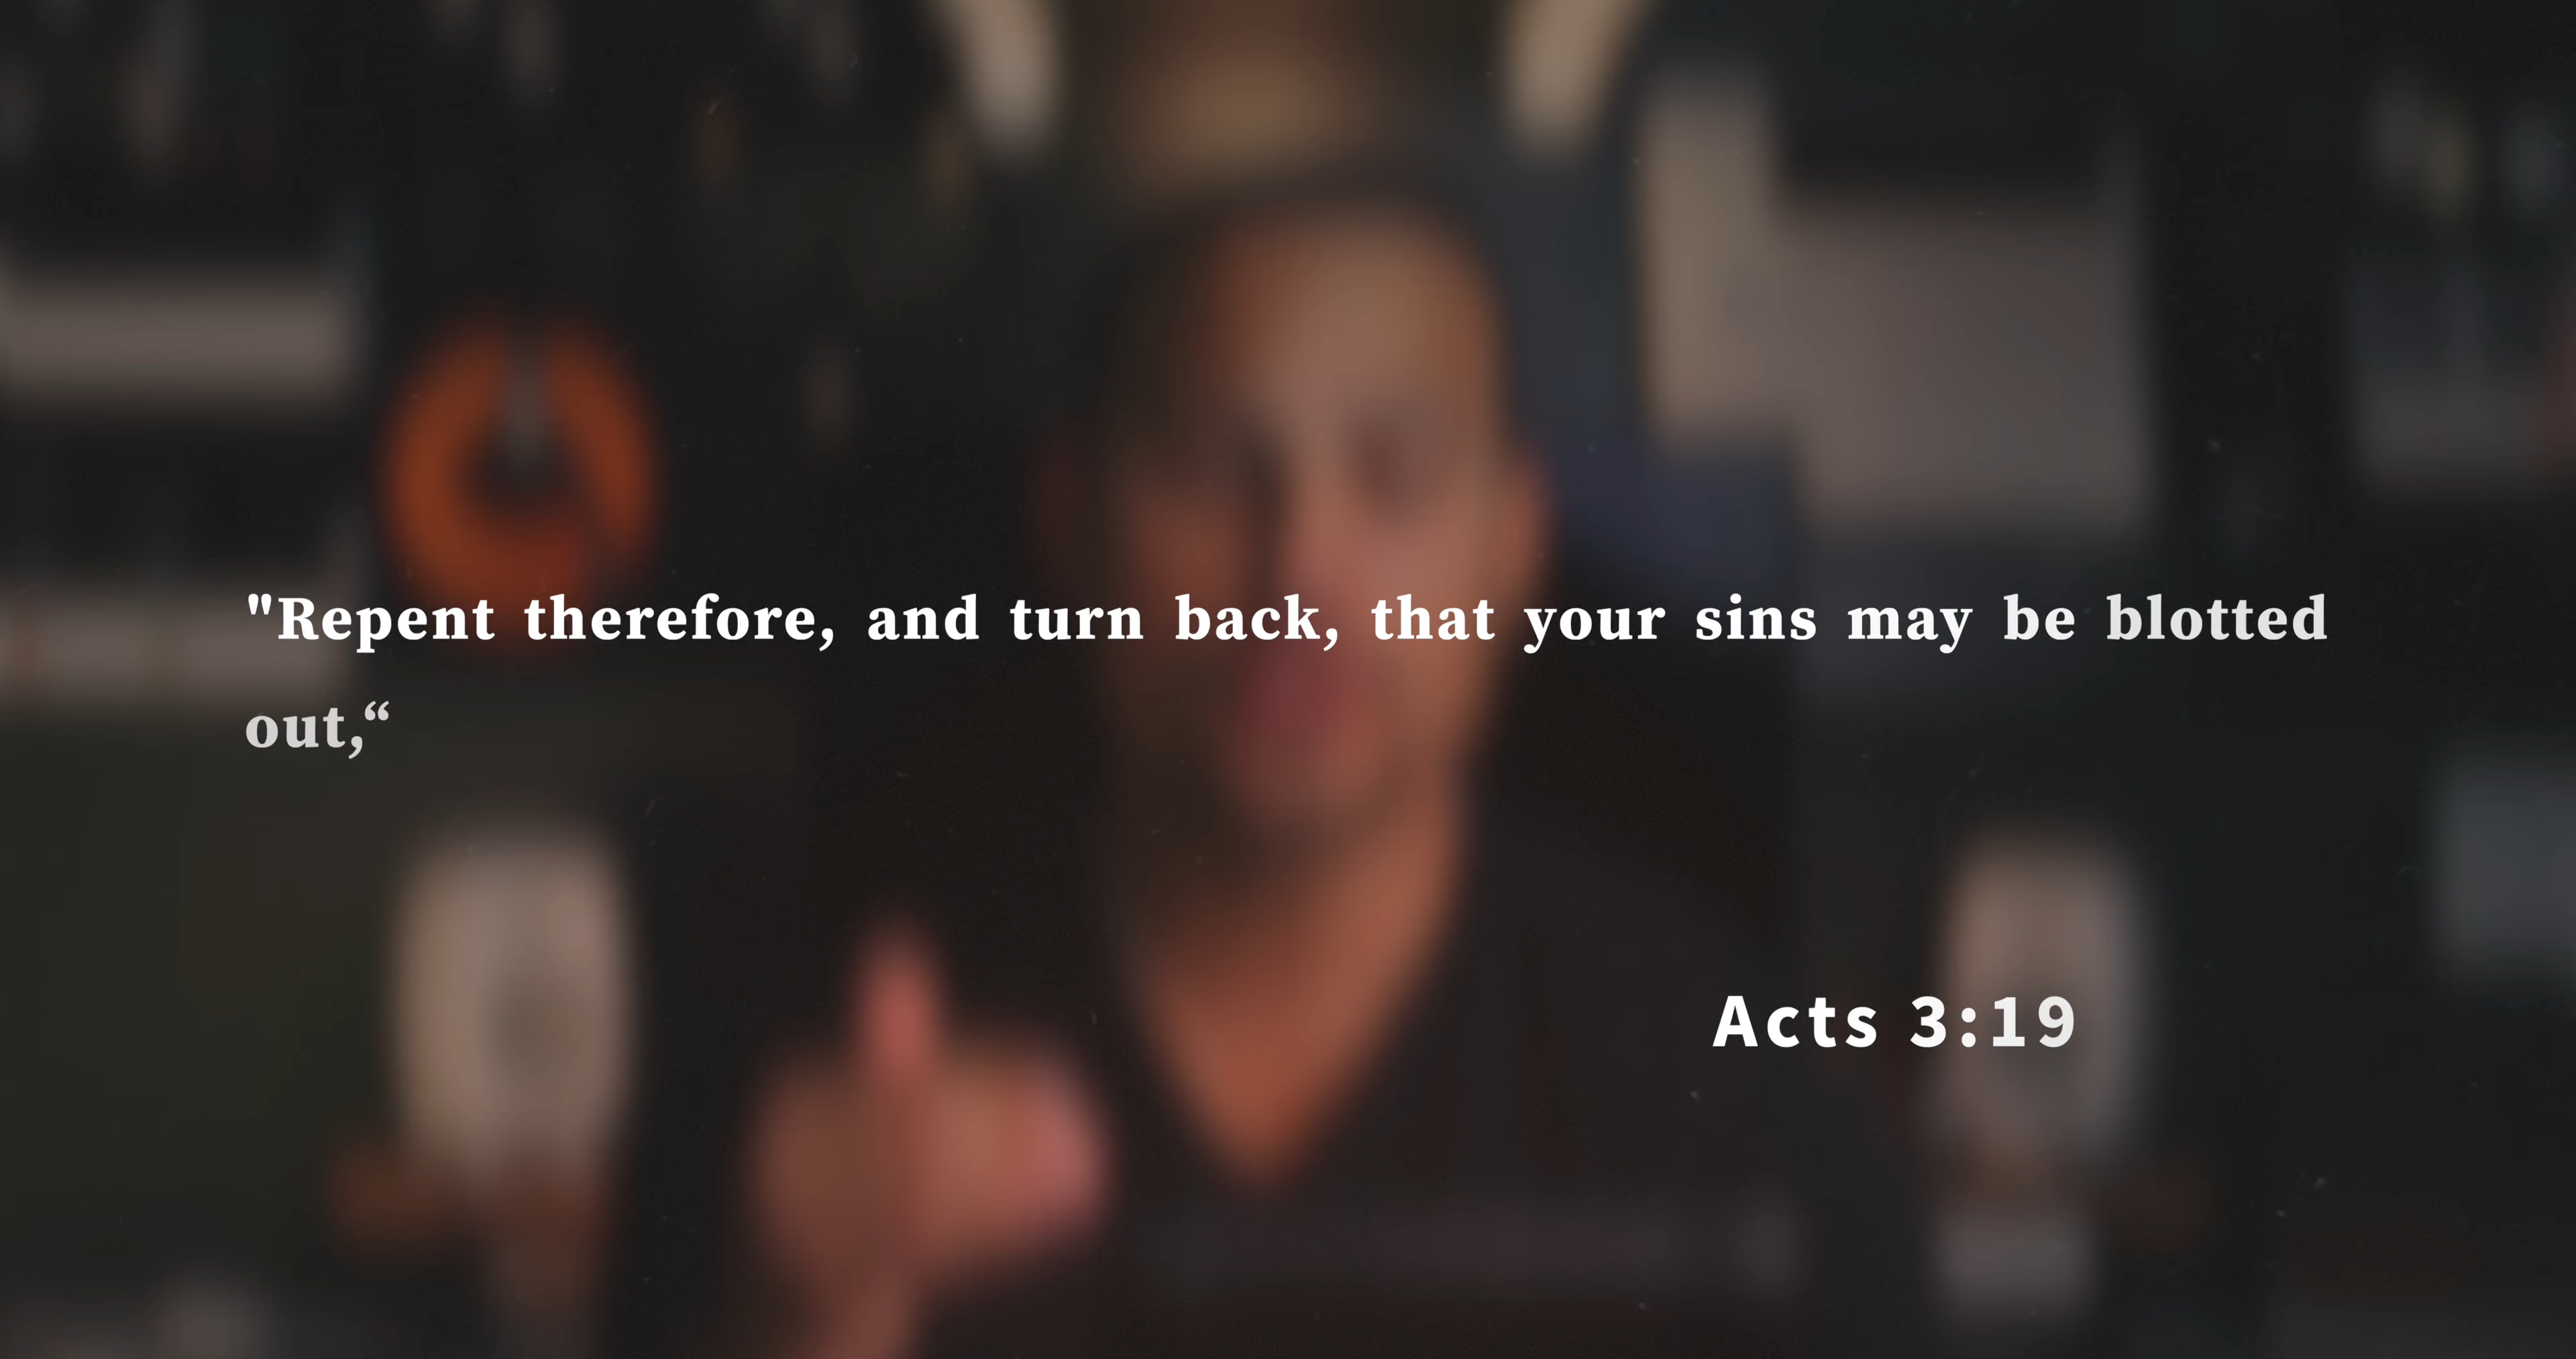 "Repent therefore, and turn back, that your sins may be blotted
out,“
Acts 3:19